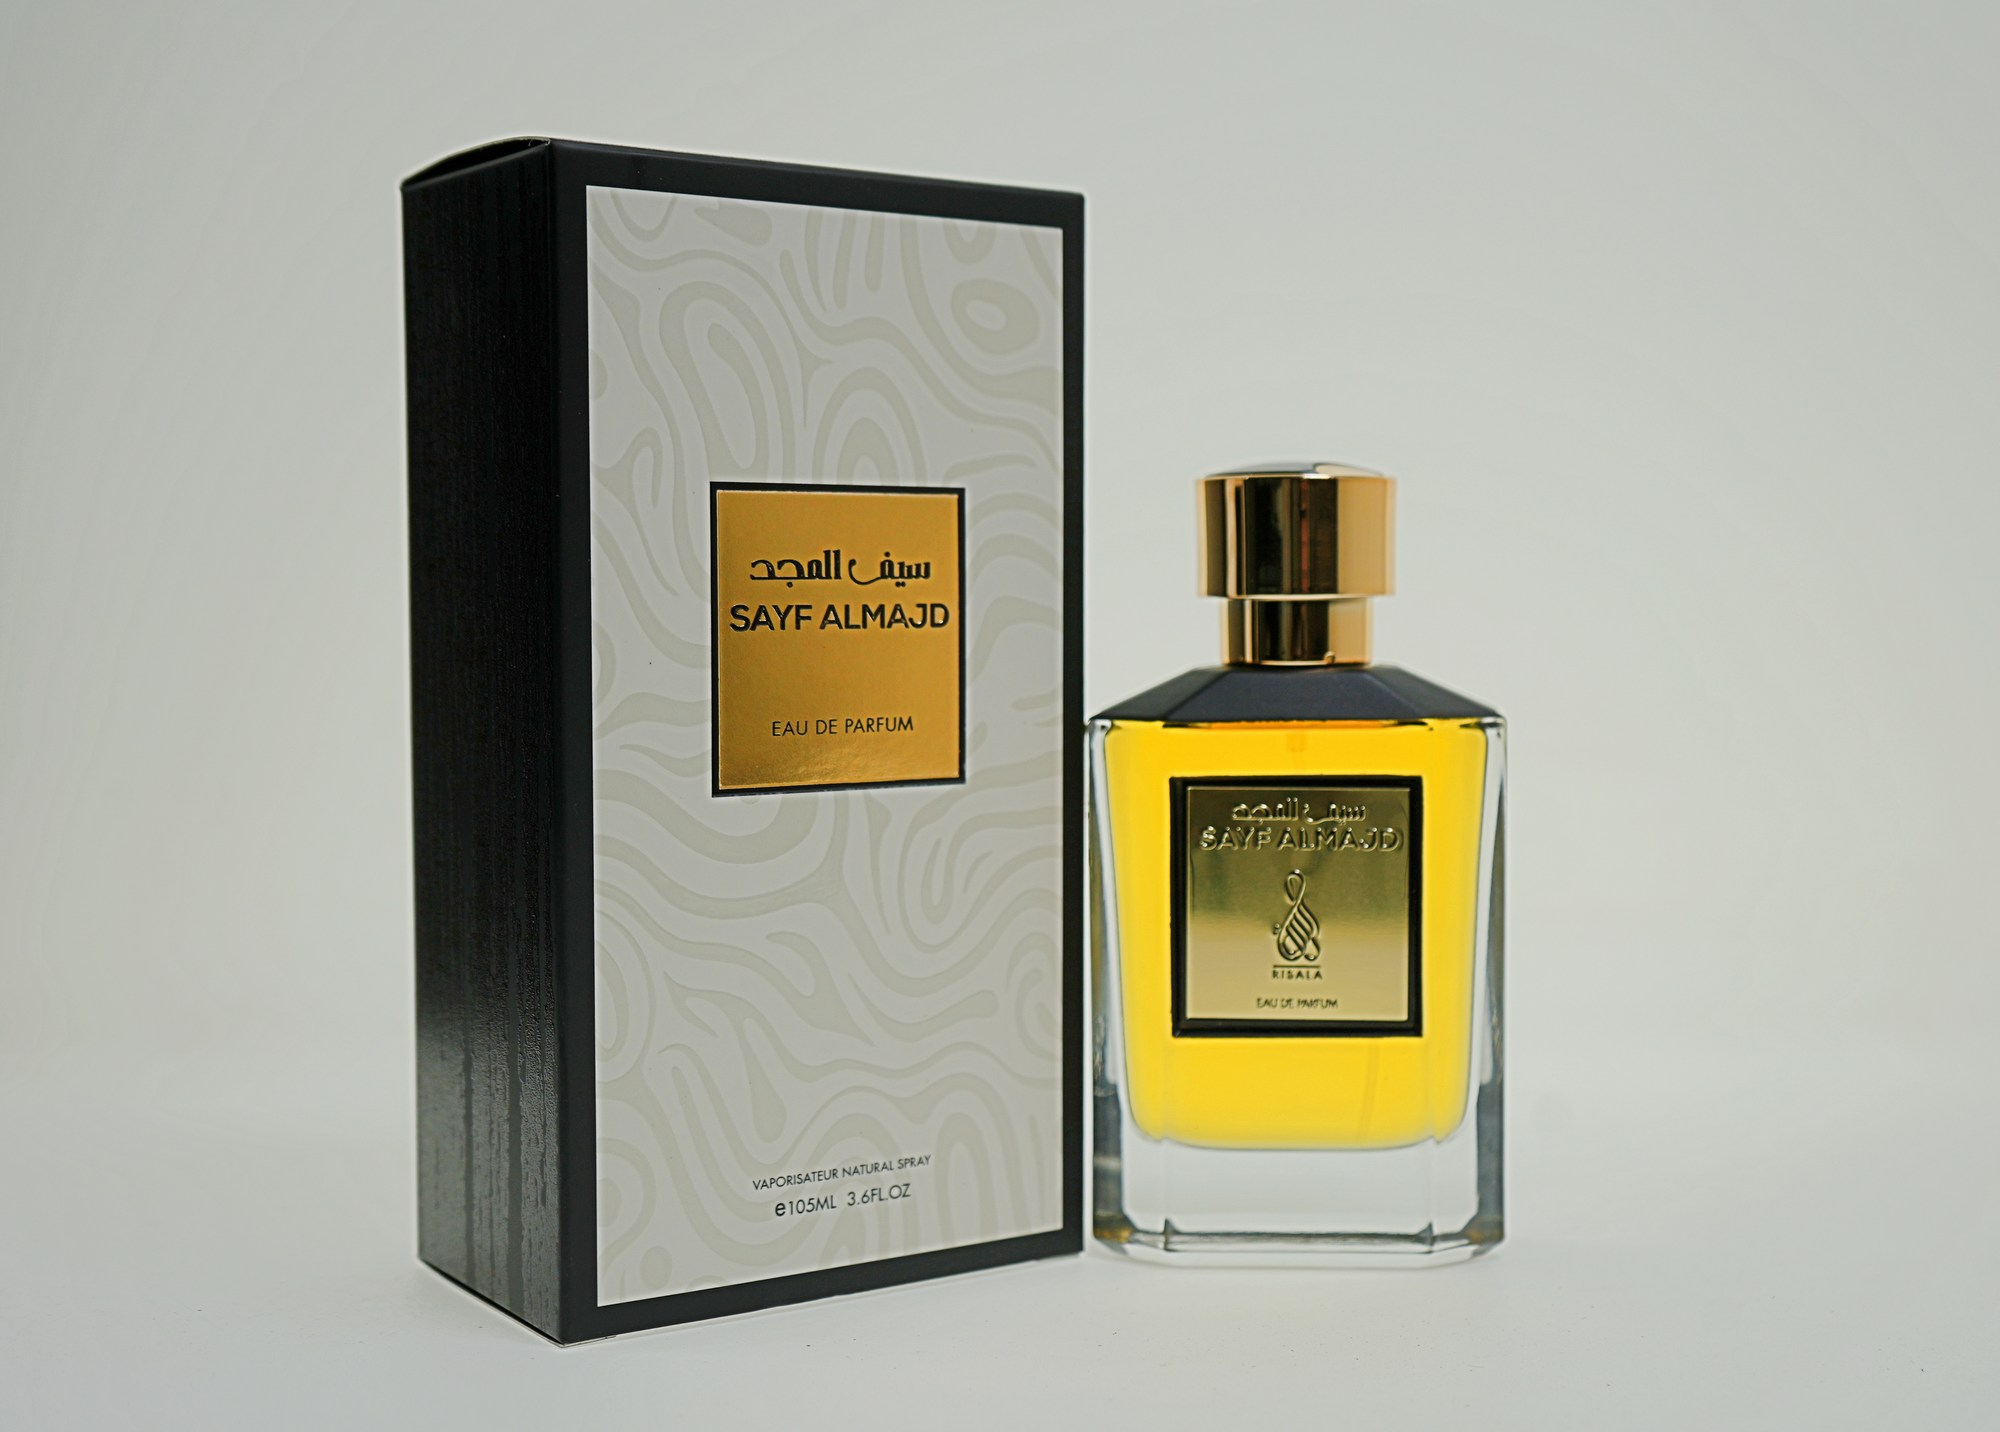 سيف المجد
SAYF ALMAJD
EAU DE PARFUM
VAPORISATEUR NATURAL SPRAY
e105ML 3.6FL.OZ
سيف المجد
SAYF ALMAJD
RISALA
EAU DE PARFUM